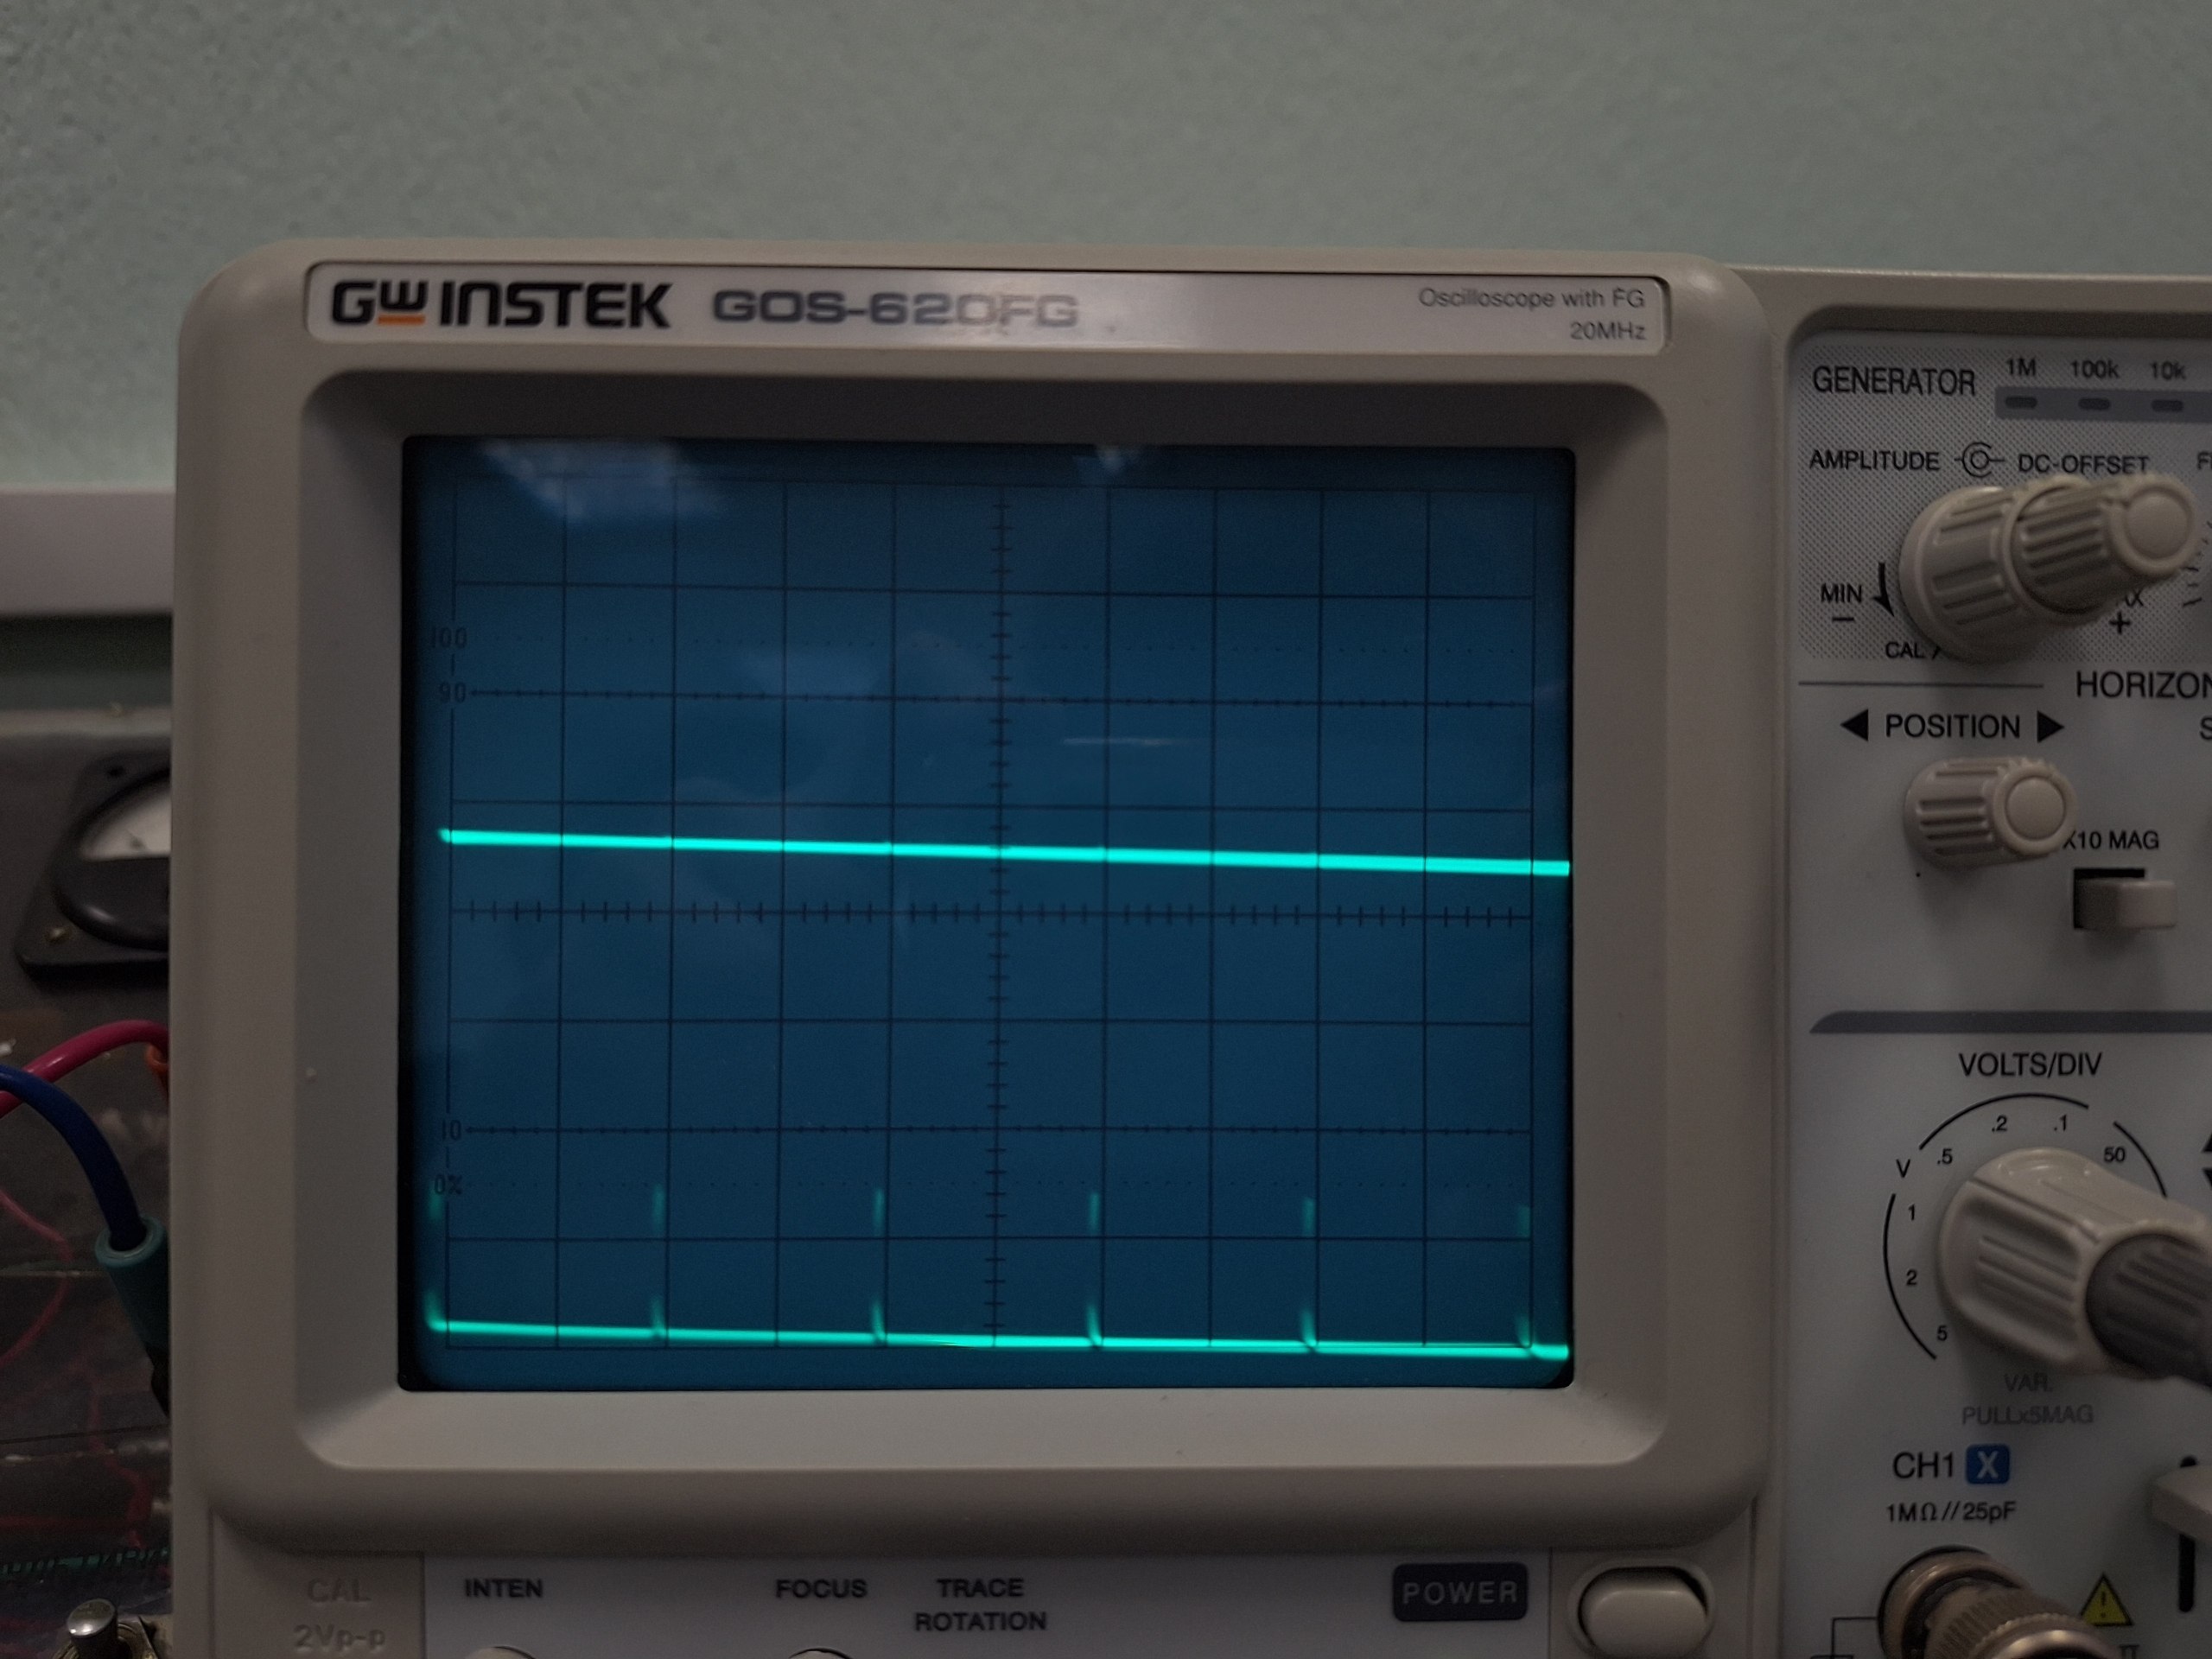 GW INSTEK GOS-620FG
Oscilloscope with FG
20MHz
GENERATOR 1M 100k 10k
AMPLITUDE DC-OFFSET
MIN
− +
CAL
◀ POSITION ▶
X10 MAG
100
90
10
0%
VOLTS/DIV
V .5 .2 .1 50
1
2
5
VAR.
PULLx5MAG
CH1 X
1MΩ//25pF
CAL
2Vp-p
INTEN FOCUS TRACE
ROTATION
POWER